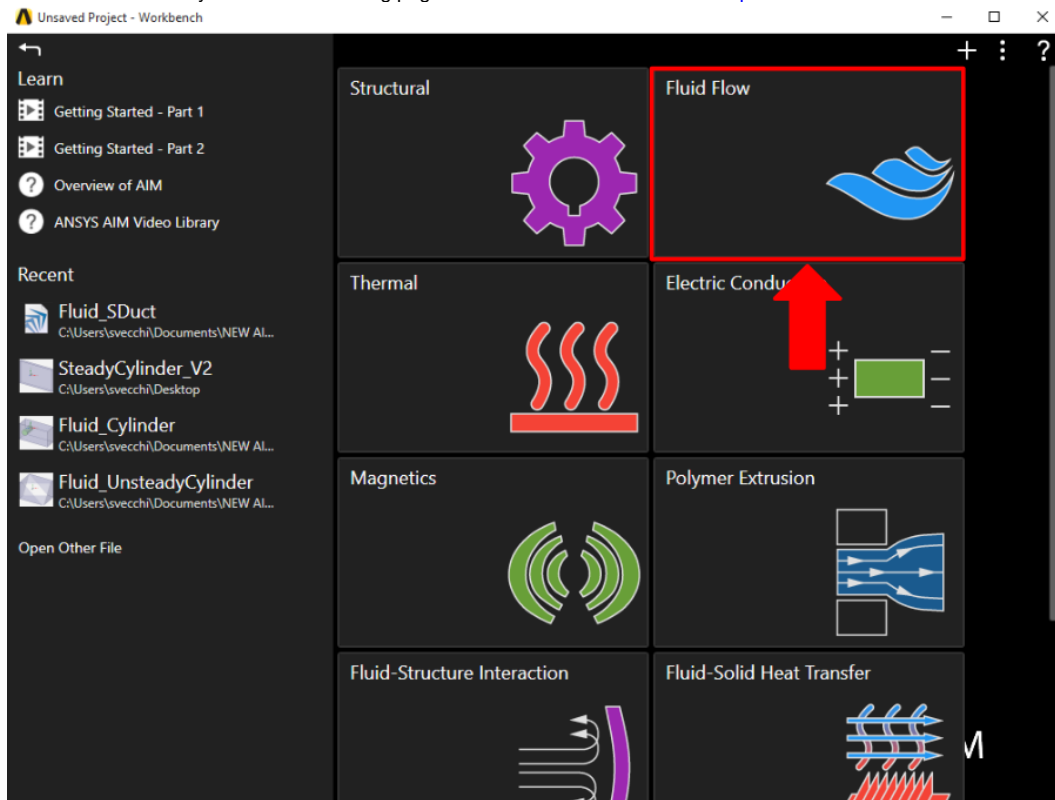 Unsaved Project - Workbench
?
Learn
Getting Started - Part 1
Getting Started - Part 2
? Overview of AIM
? ANSYS AIM Video Library
Recent
Fluid_SDuct
C:\Users\svecchi\Documents\NEW AI...
SteadyCylinder_V2
C:\Users\svecchi\Desktop
Fluid_Cylinder
C:\Users\svecchi\Documents\NEW AI...
Fluid_UnsteadyCylinder
C:\Users\svecchi\Documents\NEW AI...
Open Other File
Structural
Fluid Flow
Thermal
Electric
Magnetics
Polymer Extrusion
Fluid-Structure Interaction
Fluid-Solid Heat Transfer
M